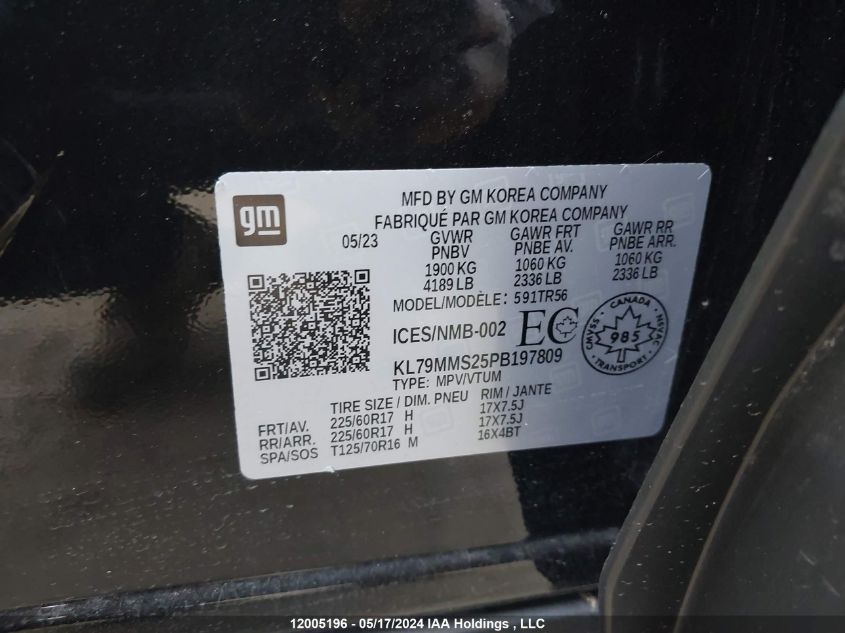 gm
MFD BY GM KOREA COMPANY
FABRIQUÉ PAR GM KOREA COMPANY
05/23 GVWR GAWR FRT GAWR RR
PNBV PNBE AV. PNBE ARR.
1900 KG 1060 KG 1060 KG
4189 LB 2336 LB 2336 LB
MODEL/MODÈLE: 591TR56
ICES/NMB-002 EC
CANADA
SVMAC 985 NSVAC
TRANSPORT
KL79MMS25PB197809
TYPE: MPV/VTUM
TIRE SIZE / DIM. PNEU RIM / JANTE
FRT/AV. 225/60R17 H 17X7.5J
RR/ARR. 225/60R17 H 17X7.5J
SPA/SOS T125/70R16 M 16X4BT
12005196 - 05/17/2024 IAA Holdings, LLC